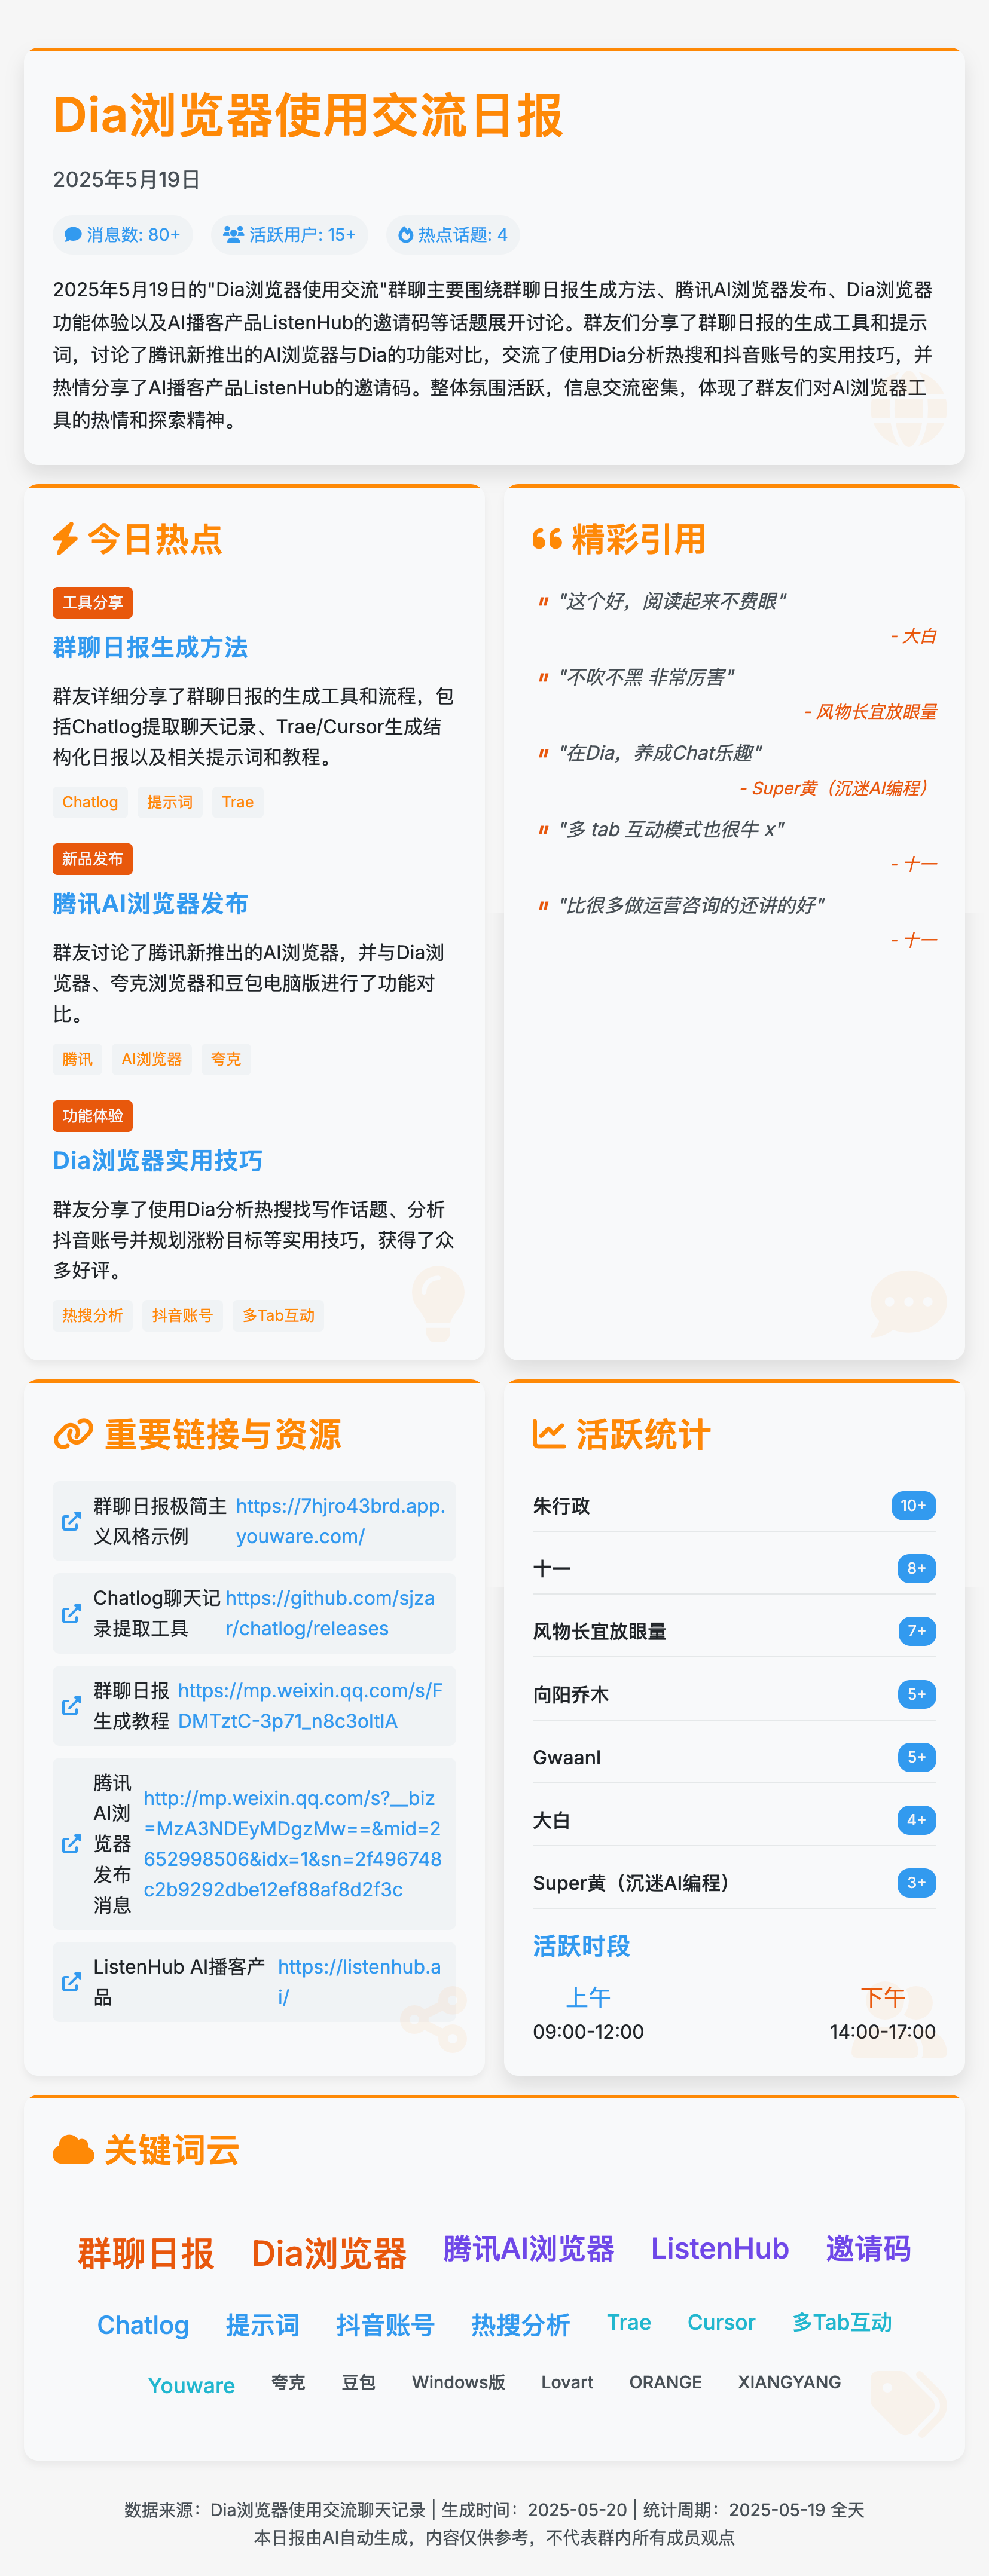 Dia浏览器使用交流日报
2025年5月19日
消息数: 80+
活跃用户: 15+
热点话题: 4
2025年5月19日的"Dia浏览器使用交流"群聊主要围绕群聊日报生成方法、腾讯AI浏览器发布、Dia浏览器
功能体验以及AI播客产品ListenHub的邀请码等话题展开讨论。群友们分享了群聊日报的生成工具和提示
词，讨论了腾讯新推出的AI浏览器与Dia的功能对比，交流了使用Dia分析热搜和抖音账号的实用技巧，并
热情分享了AI播客产品ListenHub的邀请码。整体氛围活跃，信息交流密集，体现了群友们对AI浏览器工
具的热情和探索精神。
今日热点
工具分享
群聊日报生成方法
群友详细分享了群聊日报的生成工具和流程，包
括Chatlog提取聊天记录、Trae/Cursor生成结
构化日报以及相关提示词和教程。
Chatlog
提示词
Trae
新品发布
腾讯AI浏览器发布
群友讨论了腾讯新推出的AI浏览器，并与Dia浏
览器、夸克浏览器和豆包电脑版进行了功能对
比。
腾讯
AI浏览器
夸克
功能体验
Dia浏览器实用技巧
群友分享了使用Dia分析热搜找写作话题、分析
抖音账号并规划涨粉目标等实用技巧，获得了众
多好评。
热搜分析
抖音账号
多Tab互动
精彩引用
"这个好，阅读起来不费眼"
- 大白
"不吹不黑 非常厉害"
- 风物长宜放眼量
"在Dia，养成Chat乐趣"
- Super黄（沉迷AI编程）
"多 tab 互动模式也很牛 x"
- 十一
"比很多做运营咨询的还讲的好"
- 十一
重要链接与资源
群聊日报极简主
义风格示例
https://7hjro43brd.app.
youware.com/
Chatlog聊天记
录提取工具
https://github.com/sjza
r/chatlog/releases
群聊日报
生成教程
https://mp.weixin.qq.com/s/F
DMTztC-3p71_n8c3oltlA
腾讯
AI浏
览器
发布
消息
http://mp.weixin.qq.com/s?__biz
=MzA3NDEyMDgzMw==&mid=2
652998506&idx=1&sn=2f496748
c2b9292dbe12ef88af8d2f3c
ListenHub AI播客产
品
https://listenhub.a
i/
活跃统计
朱行政 10+
十一 8+
风物长宜放眼量 7+
向阳乔木 5+
Gwaanl 5+
大白 4+
Super黄（沉迷AI编程） 3+
活跃时段
上午
09:00-12:00
下午
14:00-17:00
关键词云
群聊日报 Dia浏览器 腾讯AI浏览器 ListenHub 邀请码
Chatlog 提示词 抖音账号 热搜分析 Trae Cursor 多Tab互动
Youware 夸克 豆包 Windows版 Lovart ORANGE XIANGYANG
数据来源：Dia浏览器使用交流聊天记录 | 生成时间：2025-05-20 | 统计周期：2025-05-19 全天
本日报由AI自动生成，内容仅供参考，不代表群内所有成员观点